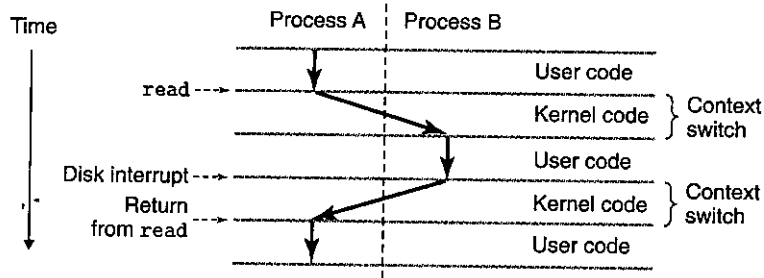 Time
Process A
Process B
User code
read
Kernel code
Context
switch
User code
Disk interrupt
Kernel code
Context
switch
Return
from read
User code